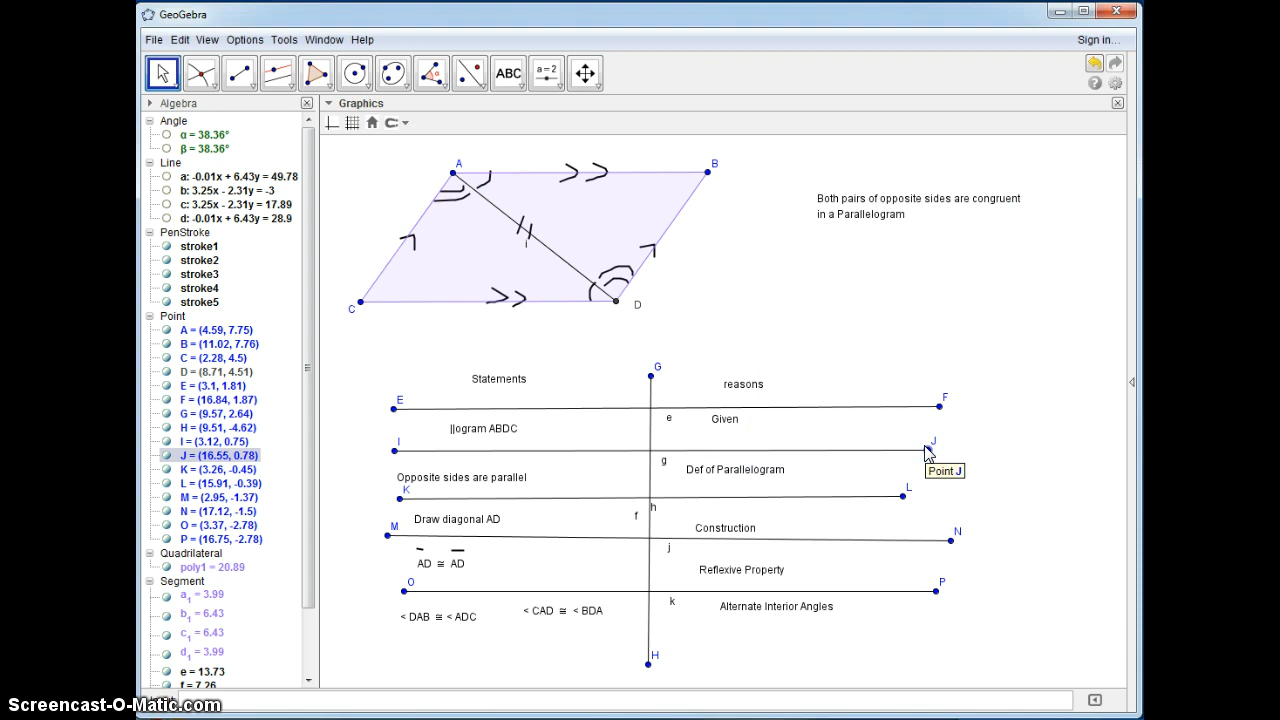 GeoGebra
File Edit View Options Tools Window Help
Sign in...
ABC
a=2
Algebra
Graphics
Angle
α = 38.36°
β = 38.36°
Line
a: -0.01x + 6.43y = 49.78
b: 3.25x - 2.31y = -3
c: 3.25x - 2.31y = 17.89
d: -0.01x + 6.43y = 28.9
PenStroke
stroke1
stroke2
stroke3
stroke4
stroke5
Point
A = (4.59, 7.75)
B = (11.02, 7.76)
C = (2.28, 4.5)
D = (8.71, 4.51)
E = (3.1, 1.81)
F = (16.84, 1.87)
G = (9.57, 2.64)
H = (9.51, -4.62)
I = (3.12, 0.75)
J = (16.55, 0.78)
K = (3.26, -0.45)
L = (15.91, -0.39)
M = (2.95, -1.37)
N = (17.12, -1.5)
O = (3.37, -2.78)
P = (16.75, -2.78)
Quadrilateral
poly1 = 20.89
Segment
a₁ = 3.99
b₁ = 6.43
c₁ = 6.43
d₁ = 3.99
e = 13.73
f = 7.26
A
B
Both pairs of opposite sides are congruent
in a Parallelogram
i
C
D
G
Statements
reasons
E
F
e
Given
||ogram ABDC
I
J
g
Def of Parallelogram
Point J
Opposite sides are parallel
K
L
h
f
Draw diagonal AD
Construction
M
N
j
AD ≅ AD
Reflexive Property
O
P
k
< DAB ≅ < ADC
< CAD ≅ < BDA
Alternate Interior Angles
H
Screencast-O-Matic.com